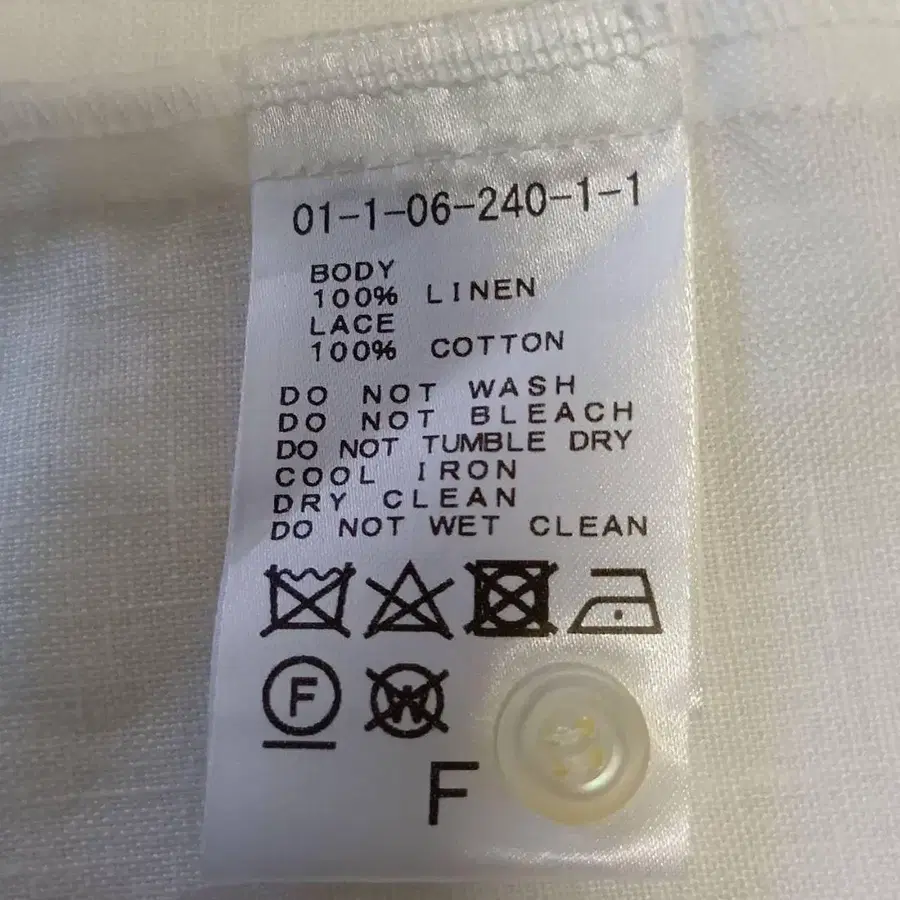 01-1-06-240-1-1
BODY
100% LINEN
LACE
100% COTTON
DO NOT WASH
DO NOT BLEACH
DO NOT TUMBLE DRY
COOL IRON
DRY CLEAN
DO NOT WET CLEAN
F W
F